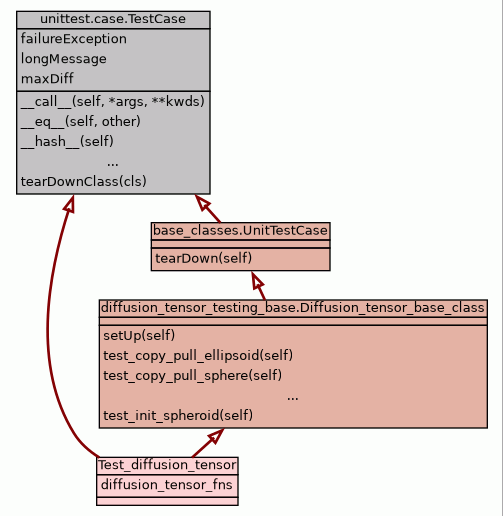 unittest.case.TestCase
failureException
longMessage
maxDiff
__call__(self, *args, **kwds)
__eq__(self, other)
__hash__(self)
...
tearDownClass(cls)
base_classes.UnitTestCase
tearDown(self)
diffusion_tensor_testing_base.Diffusion_tensor_base_class
setUp(self)
test_copy_pull_ellipsoid(self)
test_copy_pull_sphere(self)
...
test_init_spheroid(self)
Test_diffusion_tensor
diffusion_tensor_fns